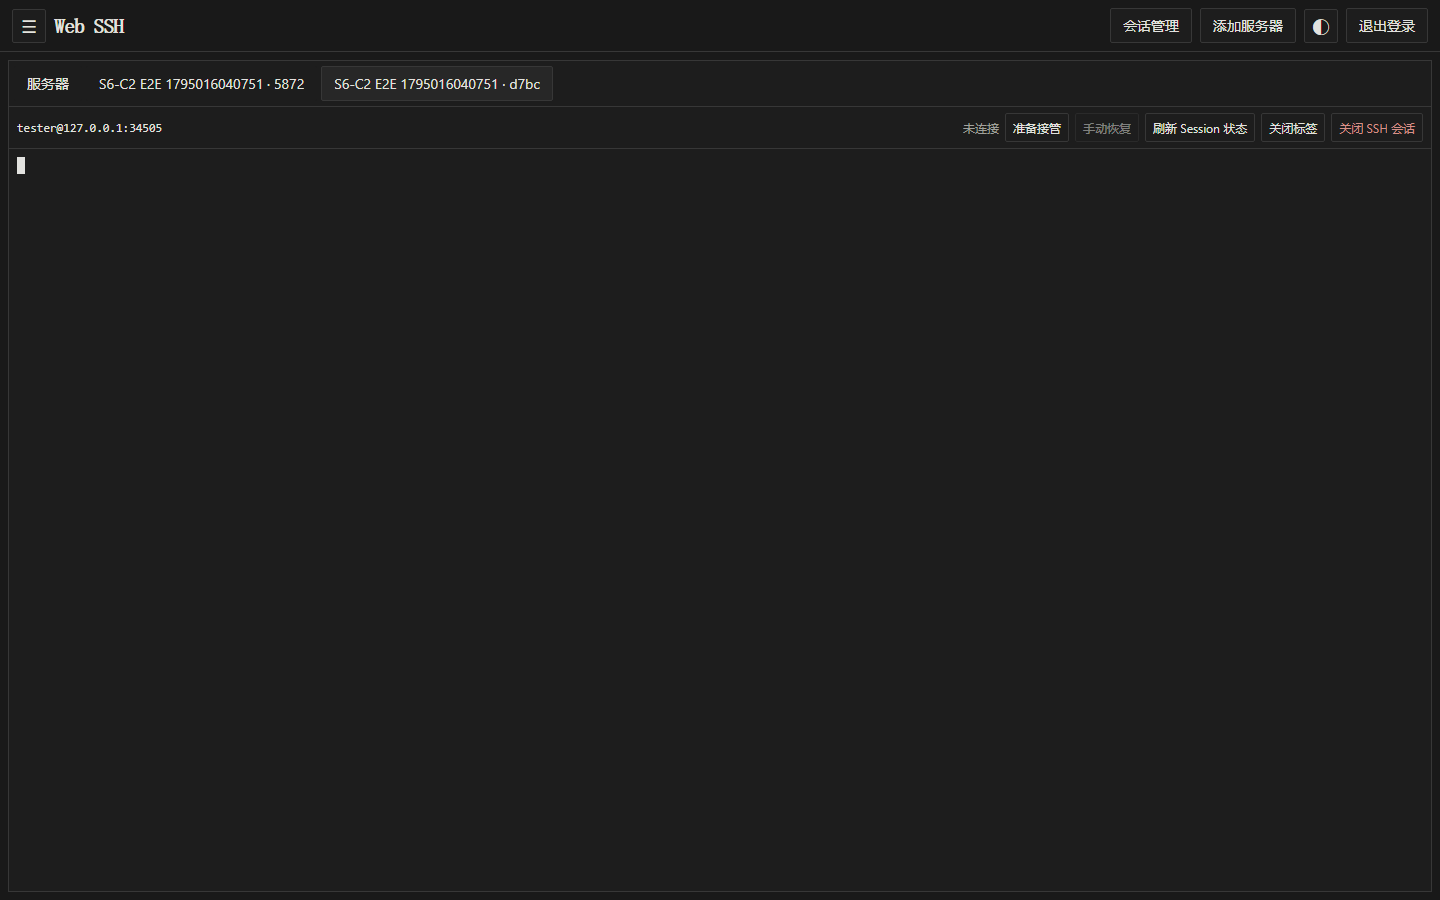 ☰ Web SSH 会话管理 添加服务器 退出登录
服务器 S6-C2 E2E 1795016040751 · 5872 S6-C2 E2E 1795016040751 · d7bc
tester@127.0.0.1:34505 未连接 准备接管 手动恢复 刷新 Session 状态 关闭标签 关闭 SSH 会话